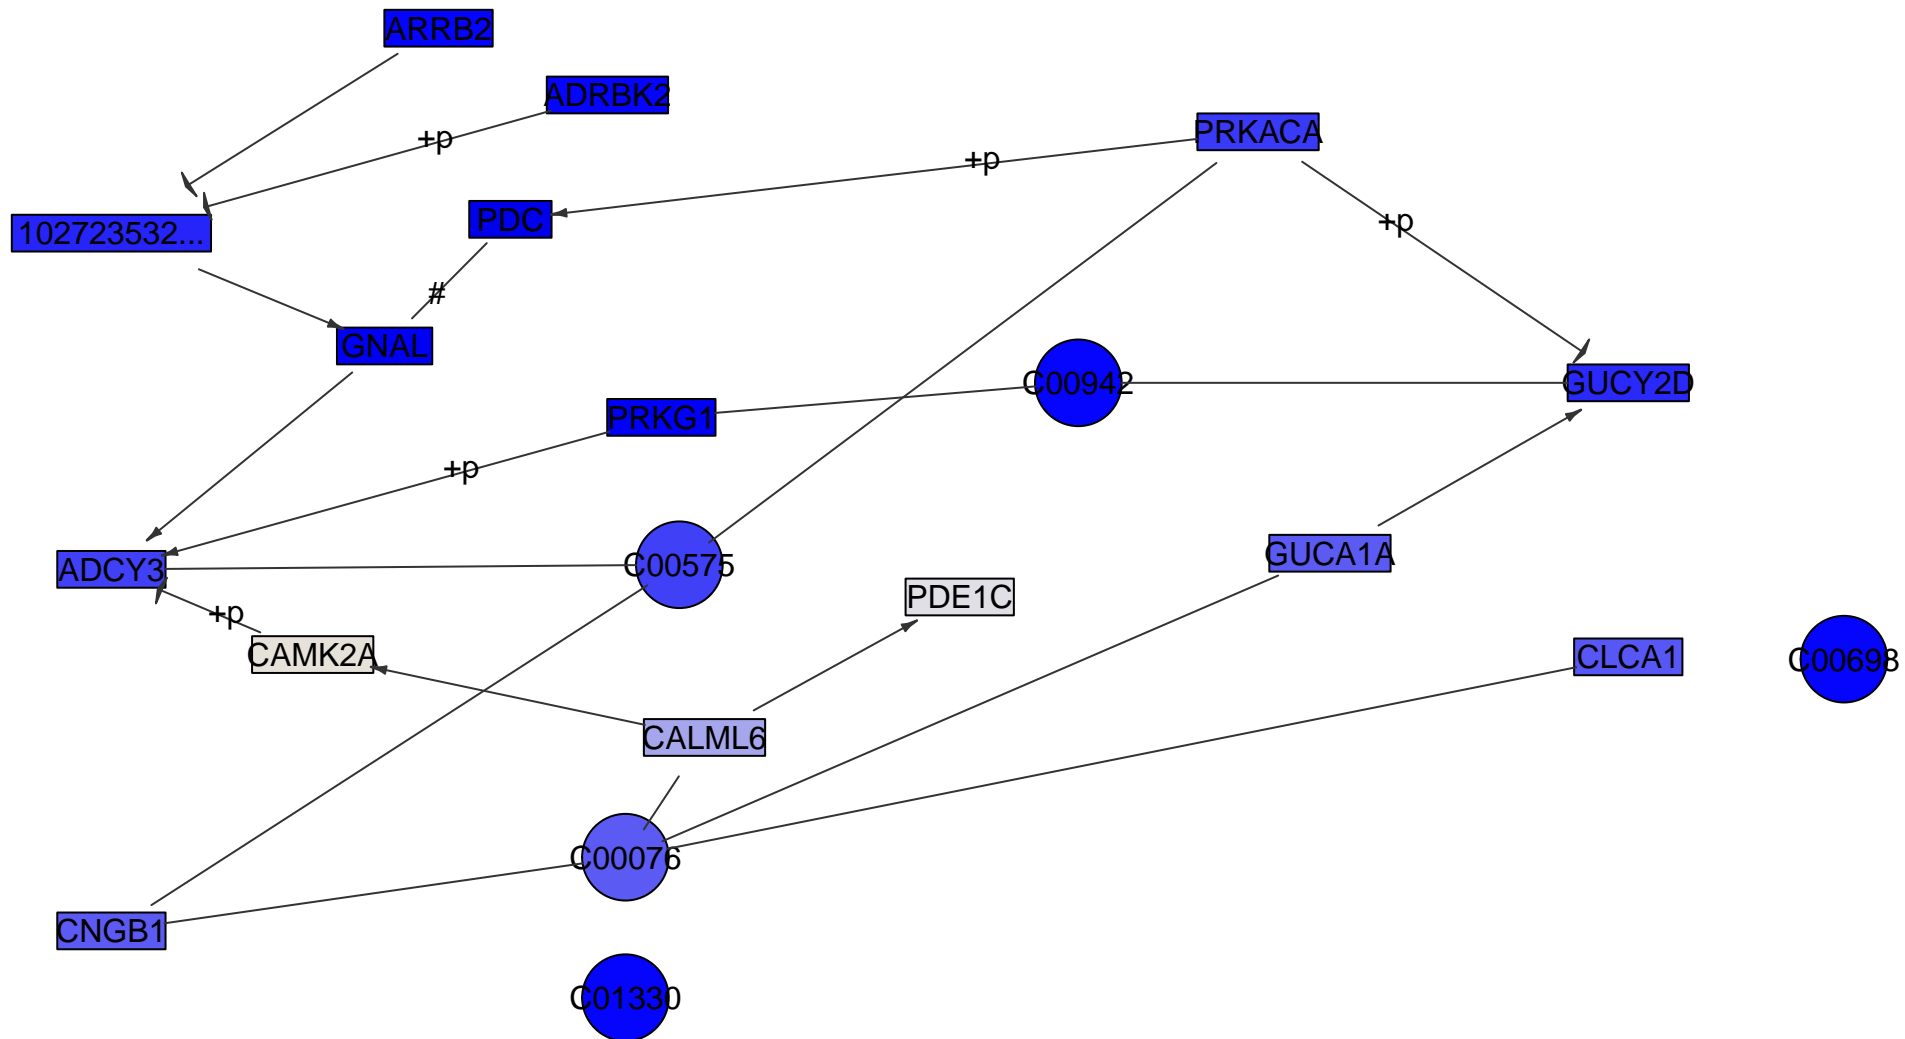 ARRB2
ADRBK2
+p
PRKACA
+p
102723532...
PDC
+p
#
GNAL
C00942
GUCY2D
PRKG1
+p
ADCY3
C00575
GUCA1A
PDE1C
+p
CAMK2A
CLCA1
C00698
CALML6
C00076
CNGB1
C01330